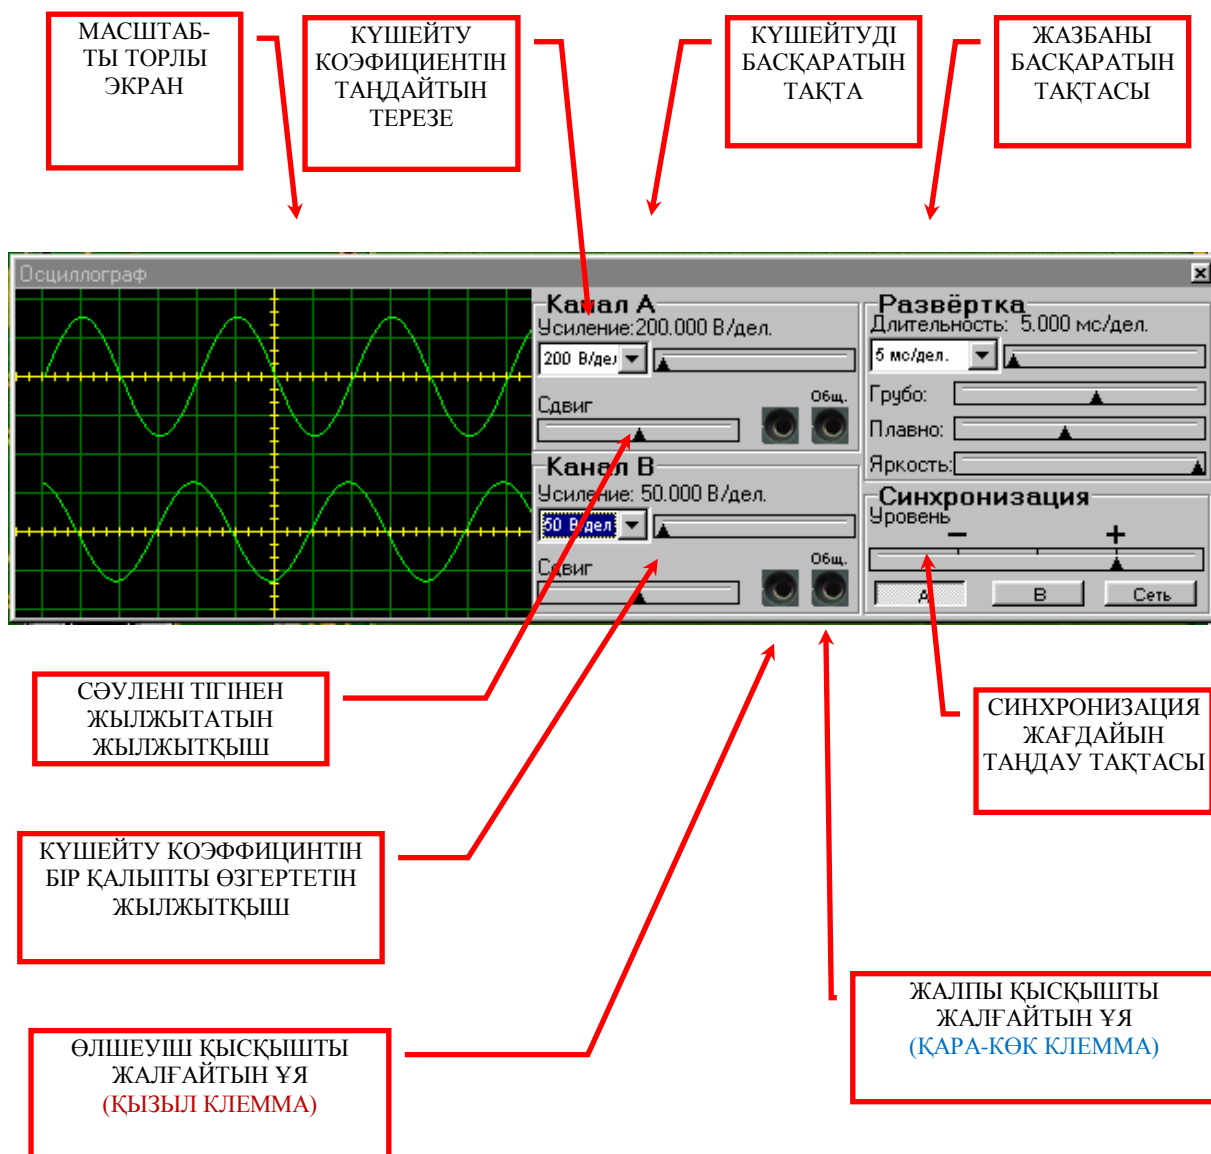 МАСШТАБ-
ТЫ ТОРЛЫ
ЭКРАН
КҮШЕЙТУ
КОЭФИЦИЕНТІН
ТАҢДАЙТЫН
ТЕРЕЗЕ
КҮШЕЙТУДІ
БАСҚАРАТЫН
ТАҚТА
ЖАЗБАНЫ
БАСҚАРАТЫН
ТАҚТАСЫ
Осциллограф
Канал А
Усиление:200.000 В/дел.
200 В/дел
Сдвиг
Общ.
Канал В
Усиление: 50.000 В/дел.
50 В/дел
Сдвиг
Общ.
Развёртка
Длительность: 5.000 мс/дел.
5 мс/дел.
Грубо:
Плавно:
Яркость:
Синхронизация
Уровень
− +
А В Сеть
СӘУЛЕНІ ТІГІНЕН
ЖЫЛЖЫТАТЫН
ЖЫЛЖЫТҚЫШ
СИНХРОНИЗАЦИЯ
ЖАҒДАЙЫН
ТАҢДАУ ТАҚТАСЫ
КҮШЕЙТУ КОЭФФИЦИНТІН
БІР ҚАЛЫПТЫ ӨЗГЕРТЕТІН
ЖЫЛЖЫТҚЫШ
ЖАЛПЫ ҚЫСҚЫШТЫ
ЖАЛҒАЙТЫН ҰЯ
(ҚАРА-КӨК КЛЕММА)
ӨЛШЕУІШ ҚЫСҚЫШТЫ
ЖАЛҒАЙТЫН ҰЯ
(ҚЫЗЫЛ КЛЕММА)